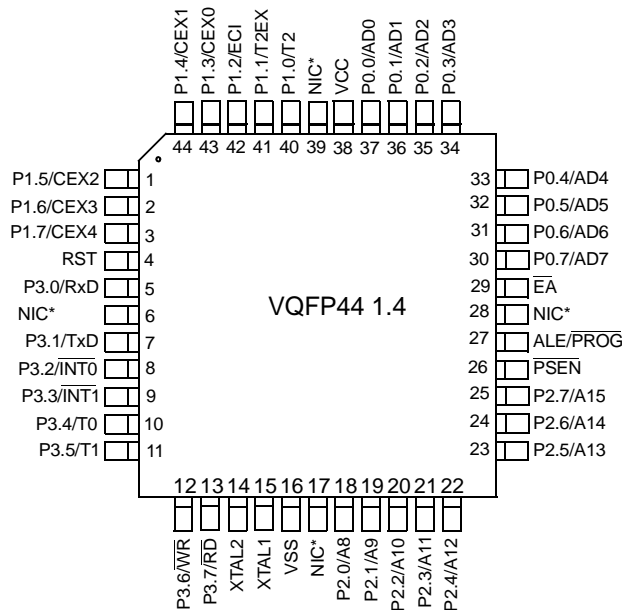 P1.4/CEX1
P1.3/CEX0
P1.2/ECI
P1.1/T2EX
P1.0/T2
NIC*
VCC
P0.0/AD0
P0.1/AD1
P0.2/AD2
P0.3/AD3
44 43 42 41 40 39 38 37 36 35 34
P1.5/CEX2 1
P1.6/CEX3 2
P1.7/CEX4 3
RST 4
P3.0/RxD 5
NIC* 6
P3.1/TxD 7
P3.2/INT0 8
P3.3/INT1 9
P3.4/T0 10
P3.5/T1 11
VQFP44 1.4
33 P0.4/AD4
32 P0.5/AD5
31 P0.6/AD6
30 P0.7/AD7
29 EA
28 NIC*
27 ALE/PROG
26 PSEN
25 P2.7/A15
24 P2.6/A14
23 P2.5/A13
12 13 14 15 16 17 18 19 20 21 22
P3.6/WR
P3.7/RD
XTAL2
XTAL1
VSS
NIC*
P2.0/A8
P2.1/A9
P2.2/A10
P2.3/A11
P2.4/A12